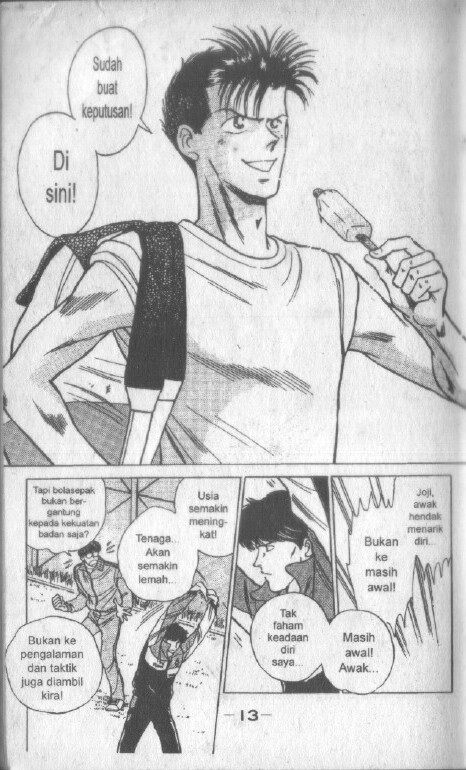 Sudah
buat
keputusan!
Di
sini!
Joji,
awak
hendak
menarik
diri...
Bukan
ke
masih
awal!
Masih
awal!
Awak...
Tak
faham
keadaan
diri
saya...
Usia
semakin
mening-
kat!
Tenaga...
Akan
semakin
lemah...
Tapi bolasepak
bukan ber-
gantung
kepada kekuatan
badan saja?
Bukan ke
pengalaman
dan taktik
juga diambil
kira!
–13–